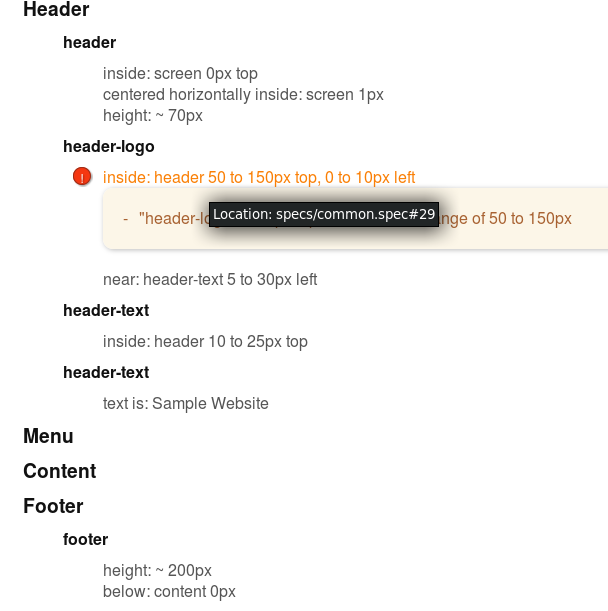 Header
header
inside: screen 0px top
centered horizontally inside: screen 1px
height: ~ 70px
header-logo
! inside: header 50 to 150px top, 0 to 10px left
- "header-lo Location: specs/common.spec#29 ange of 50 to 150px
near: header-text 5 to 30px left
header-text
inside: header 10 to 25px top
header-text
text is: Sample Website
Menu
Content
Footer
footer
height: ~ 200px
below: content 0px